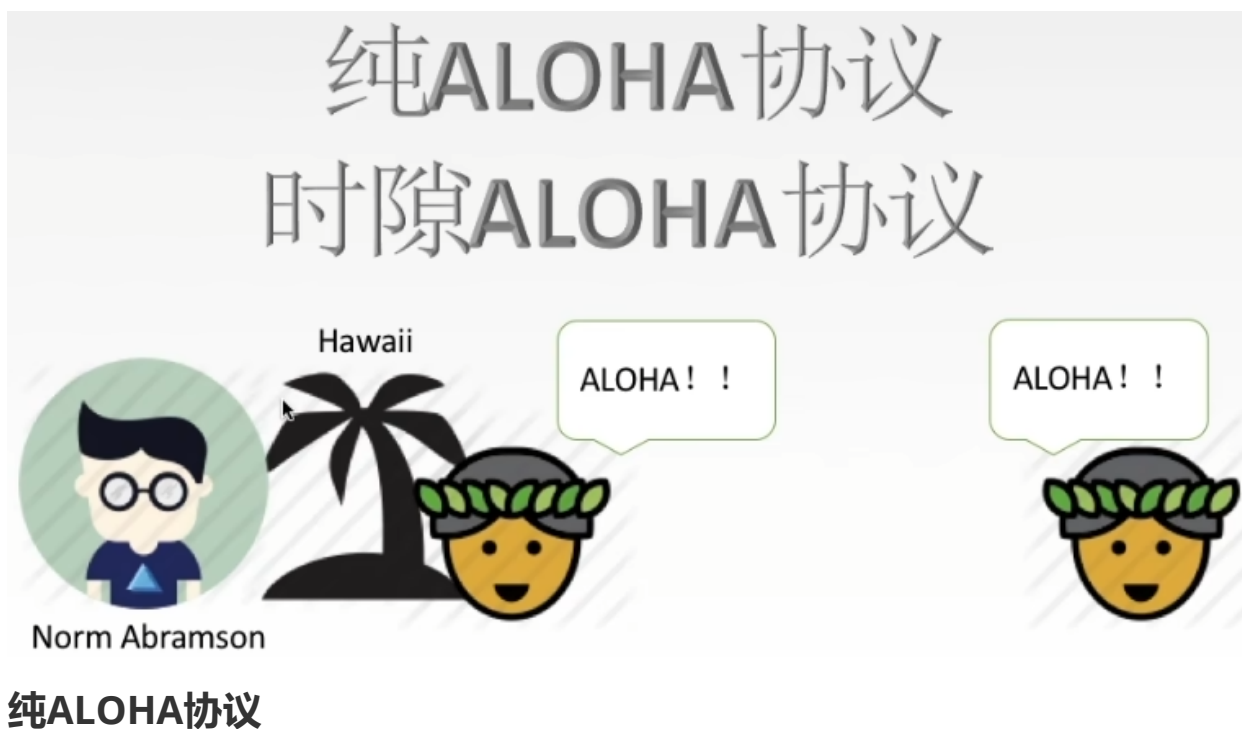 纯ALOHA协议
时隙ALOHA协议
Hawaii
ALOHA！！
ALOHA！！
Norm Abramson
纯ALOHA协议